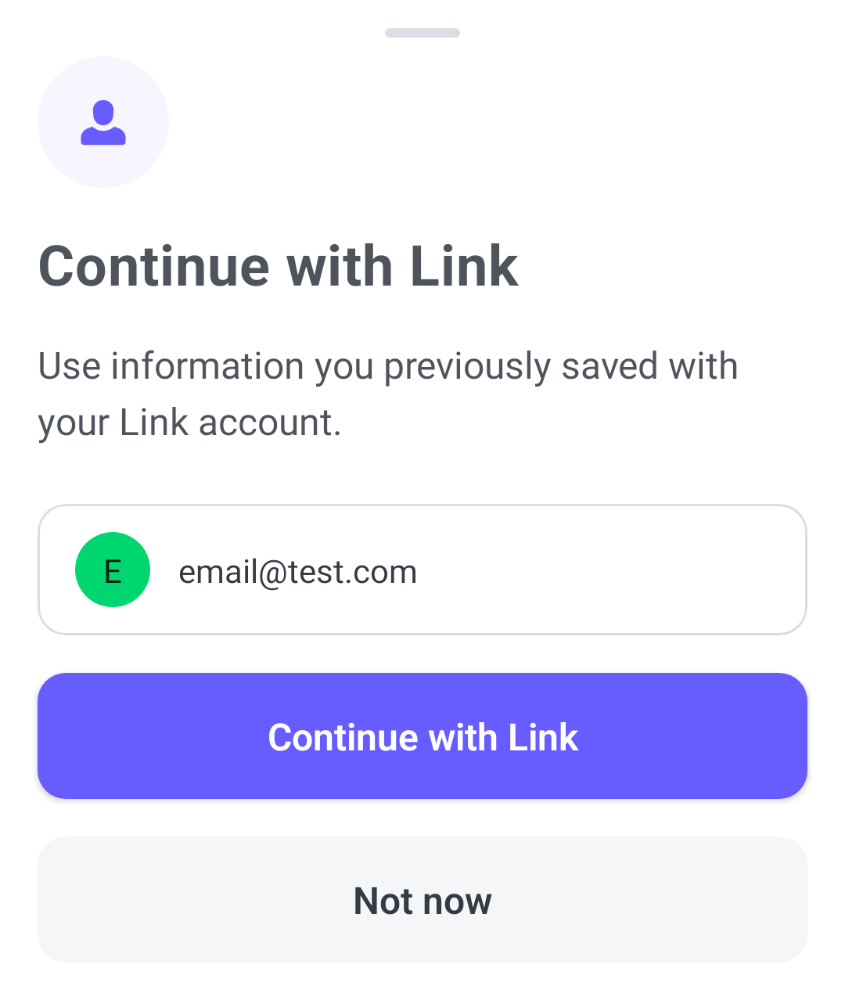 Continue with Link
Use information you previously saved with
your Link account.
E
email@test.com
Continue with Link
Not now